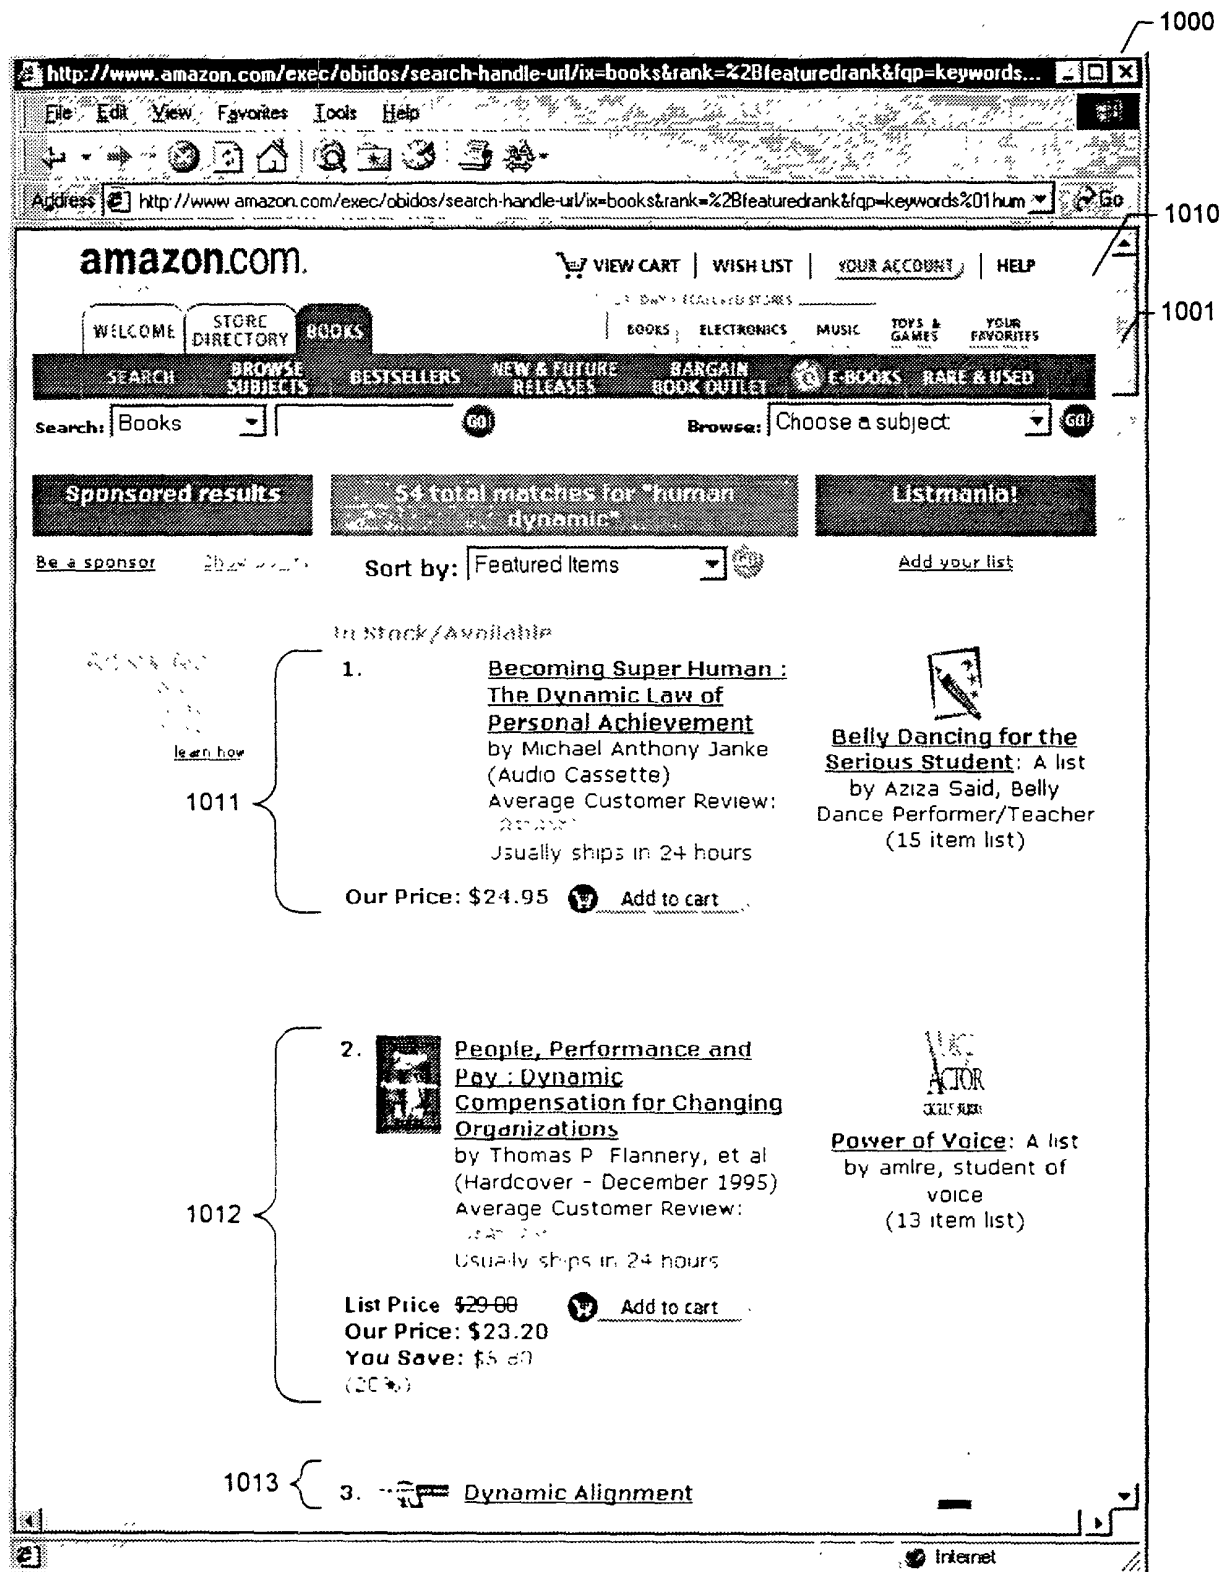 1000
http://www.amazon.com/exec/obidos/search-handle-url/ix=books&rank=%2Bfeaturedrank&fqp=keywords...
File Edit View Favorites Tools Help
Address http://www amazon.com/exec/obidos/search-handle-url/ix=books&rank=%2Bfeaturedrank&fqp=keywords%01hum Go
1010
amazon.com.
VIEW CART | WISH LIST | YOUR ACCOUNT | HELP
1001
WELCOME STORE DIRECTORY BOOKS
BOOKS ELECTRONICS MUSIC TOYS & GAMES YOUR FAVORITES
SEARCH BROWSE SUBJECTS BESTSELLERS NEW & FUTURE RELEASES BARGAIN BOOK OUTLET E-BOOKS RARE & USED
Search: Books GO! Browse: Choose a subject GO!
Sponsored results
54 total matches for "human
dynamic"
Listmania!
Be a sponsor
Sort by: Featured Items
Add your list
In Stock/Available
1011
learn how
1. Becoming Super Human :
The Dynamic Law of
Personal Achievement
by Michael Anthony Janke
(Audio Cassette)
Average Customer Review:
Usually ships in 24 hours
Our Price: $24.95 Add to cart
Belly Dancing for the
Serious Student: A list
by Aziza Said, Belly
Dance Performer/Teacher
(15 item list)
1012
2. People, Performance and
Pay : Dynamic
Compensation for Changing
Organizations
by Thomas P Flannery, et al
(Hardcover - December 1995)
Average Customer Review:
Usually ships in 24 hours
List Price $29.00 Add to cart
Our Price: $23.20
You Save: $5.80
(20%)
VOICE
ACTOR
Power of Voice: A list
by amlre, student of
voice
(13 item list)
1013
3. Dynamic Alignment
Internet